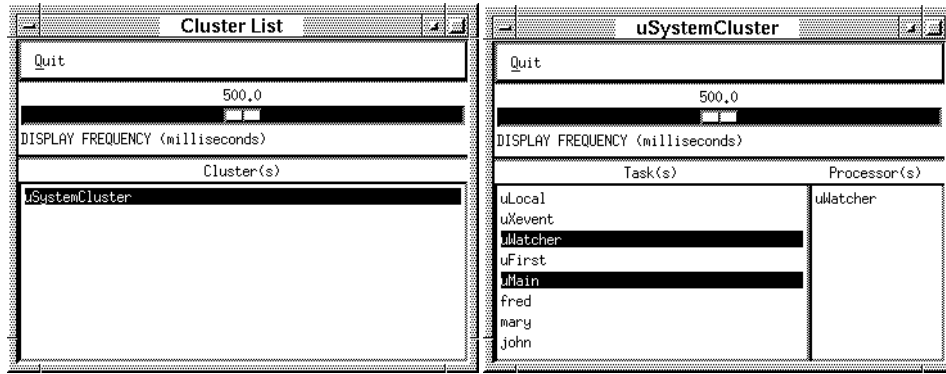 Cluster List
Quit
500.0
DISPLAY FREQUENCY (milliseconds)
Cluster(s)
uSystemCluster
uSystemCluster
Quit
500.0
DISPLAY FREQUENCY (milliseconds)
Task(s)
Processor(s)
uLocal
uWatcher
uXevent
uWatcher
uFirst
uMain
fred
mary
john